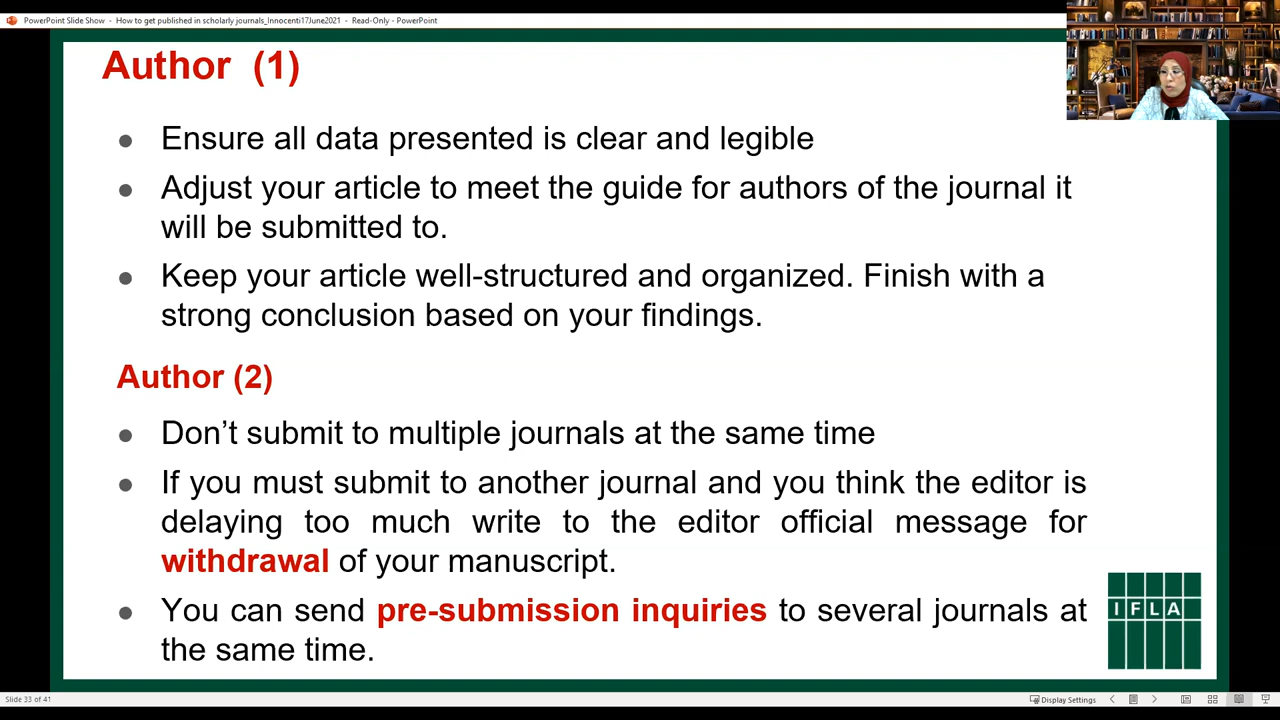 PowerPoint Slide Show - How to get published in scholarly journals_Innocenti17June2021 - Read-Only - PowerPoint
Author (1)
Ensure all data presented is clear and legible
Adjust your article to meet the guide for authors of the journal it
will be submitted to.
Keep your article well-structured and organized. Finish with a
strong conclusion based on your findings.
Author (2)
Don’t submit to multiple journals at the same time
If you must submit to another journal and you think the editor is
delaying too much write to the editor official message for
withdrawal of your manuscript.
You can send pre-submission inquiries to several journals at
the same time.
IFLA
Slide 33 of 41
Display Settings